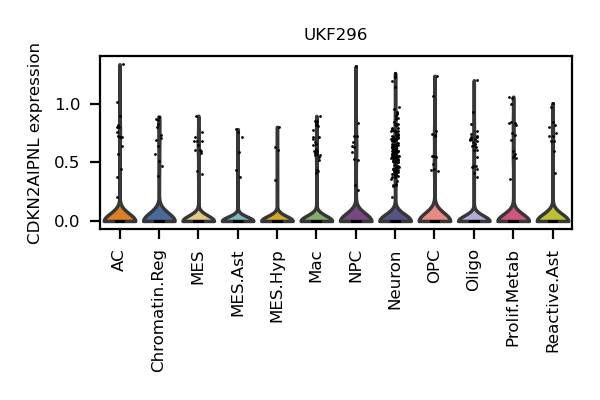 UKF296
CDKN2AIPNL expression
1.0
0.5
0.0
AC
Chromatin.Reg
MES
MES.Ast
MES.Hyp
Mac
NPC
Neuron
OPC
Oligo
Prolif.Metab
Reactive.Ast